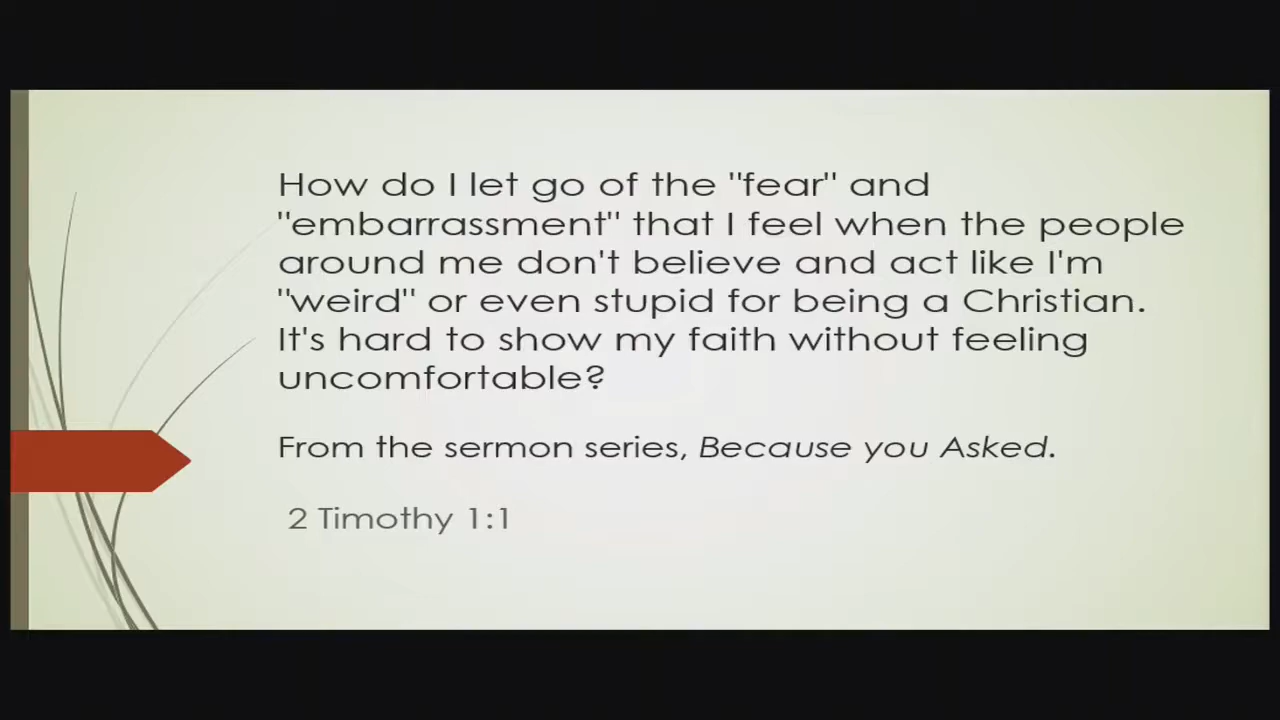 How do I let go of the "fear" and
"embarrassment" that I feel when the people
around me don't believe and act like I'm
"weird" or even stupid for being a Christian.
It's hard to show my faith without feeling
uncomfortable?
From the sermon series, Because you Asked.
2 Timothy 1:1